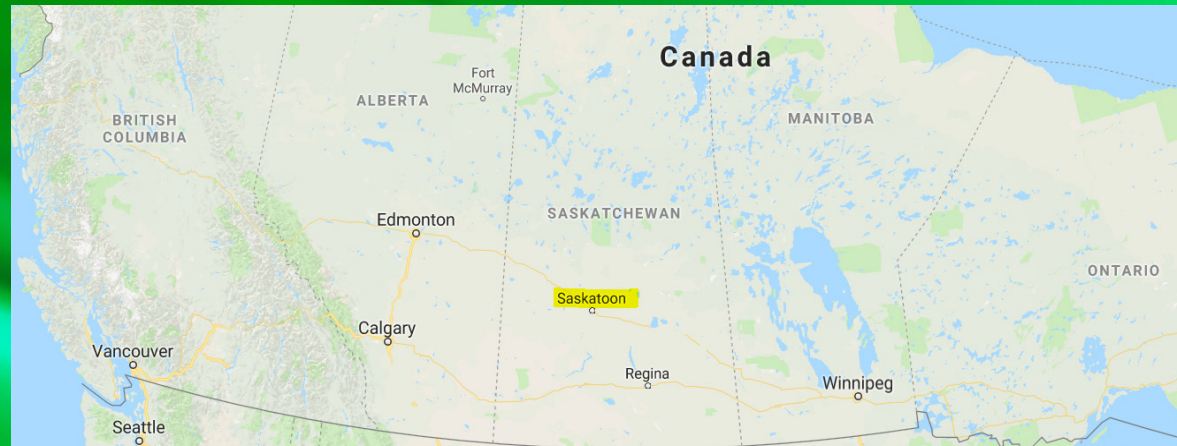 Canada
Fort
McMurray
ALBERTA
BRITISH
COLUMBIA
MANITOBA
SASKATCHEWAN
Edmonton
ONTARIO
Saskatoon
Calgary
Vancouver
Regina
Winnipeg
Seattle